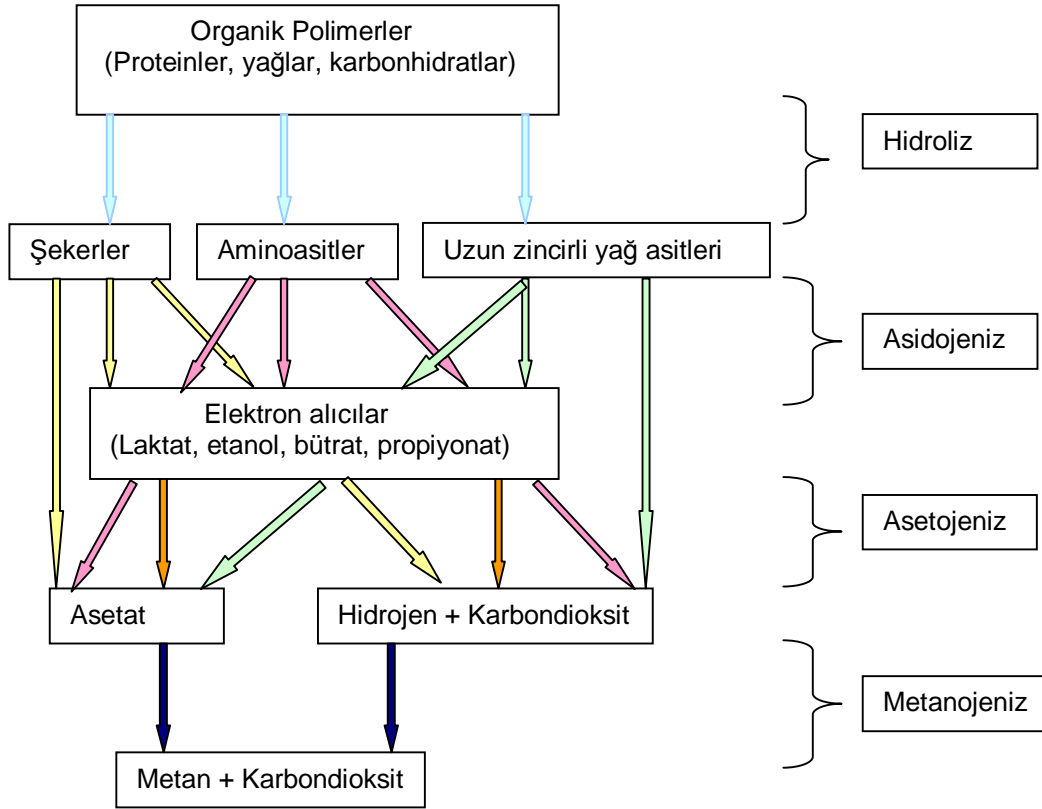 Organik Polimerler
(Proteinler, yağlar, karbonhidratlar)
Hidroliz
Şekerler
Aminoasitler
Uzun zincirli yağ asitleri
Asidojeniz
Elektron alıcılar
(Laktat, etanol, bütrat, propiyonat)
Asetojeniz
Asetat
Hidrojen + Karbondioksit
Metanojeniz
Metan + Karbondioksit